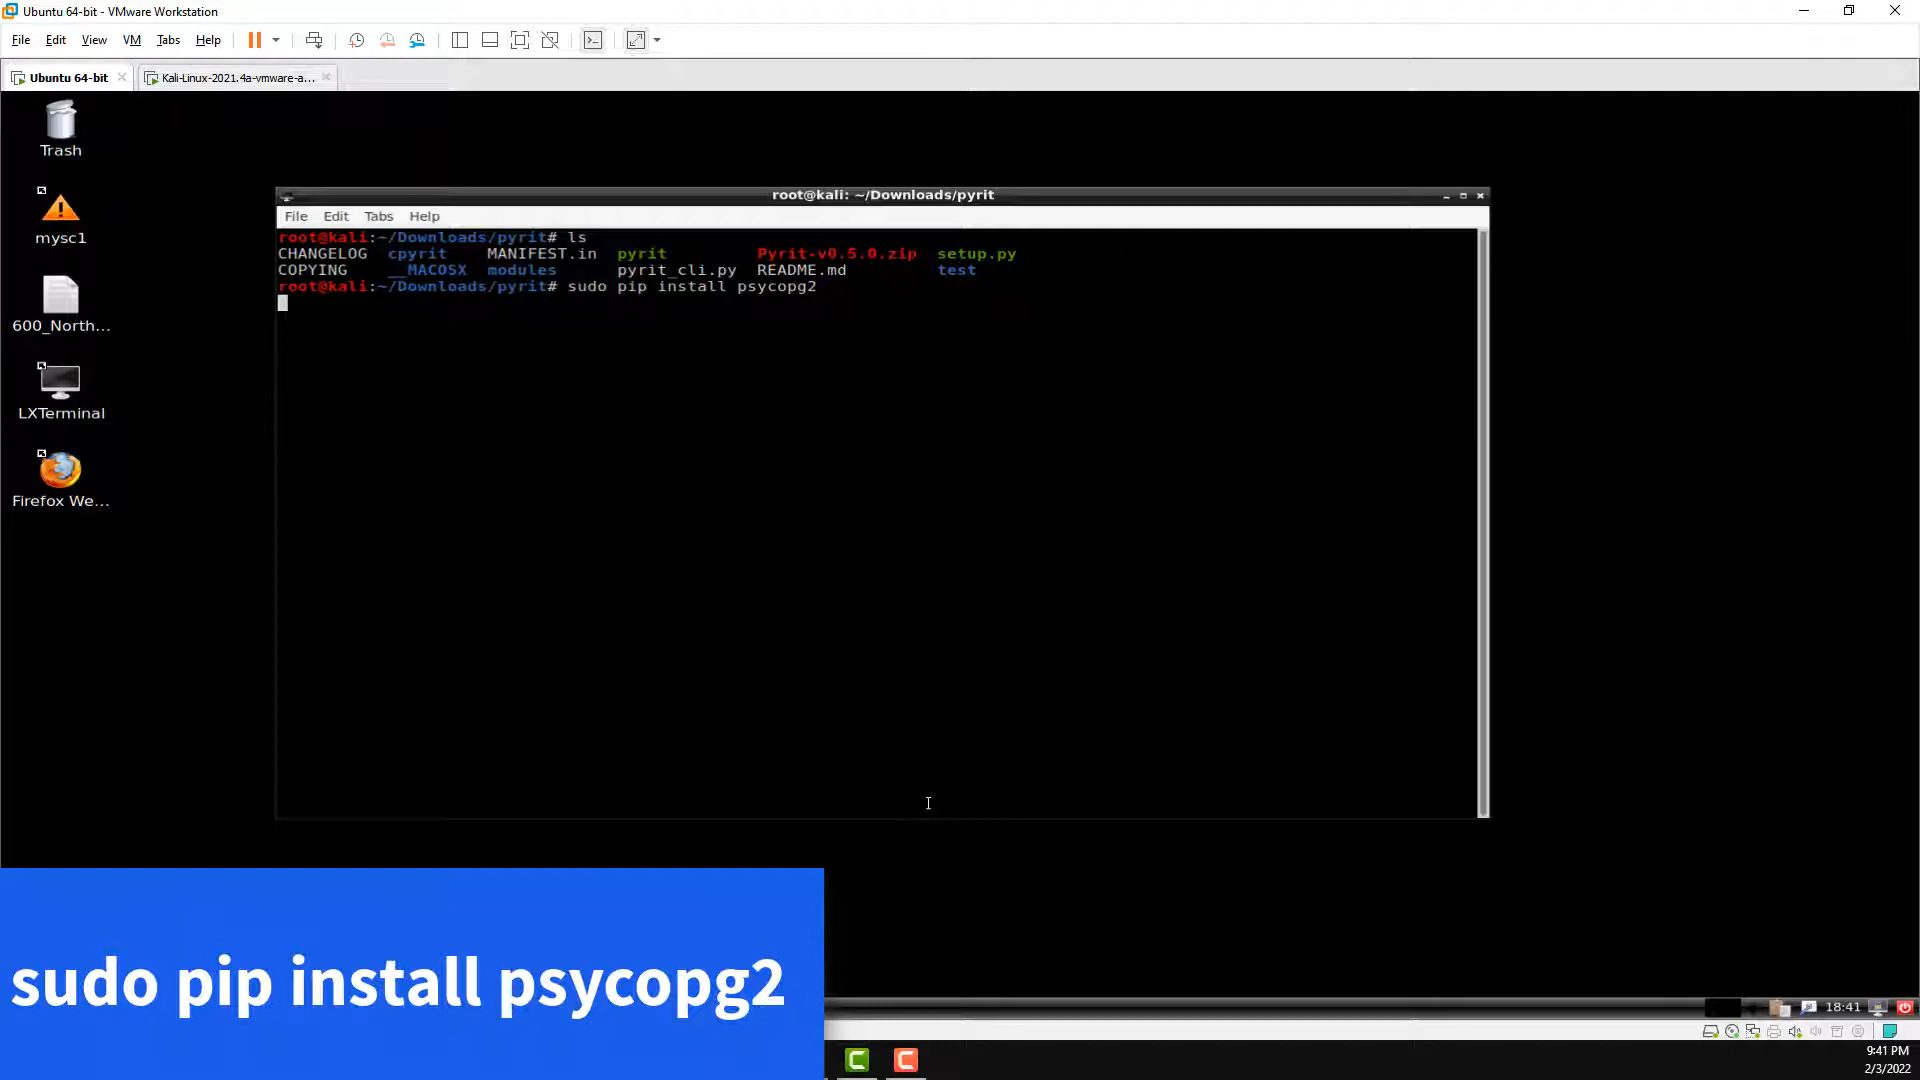 Ubuntu 64-bit - VMware Workstation
File Edit View VM Tabs Help
Ubuntu 64-bit
Kali-Linux-2021.4a-vmware-a...
Trash
mysc1
600_North...
LXTerminal
Firefox We...
root@kali: ~/Downloads/pyrit
File Edit Tabs Help
root@kali:~/Downloads/pyrit# ls
CHANGELOG cpyrit MANIFEST.in pyrit Pyrit-v0.5.0.zip setup.py
COPYING __MACOSX modules pyrit_cli.py README.md test
root@kali:~/Downloads/pyrit# sudo pip install psycopg2
sudo pip install psycopg2
18:41
9:41 PM
2/3/2022